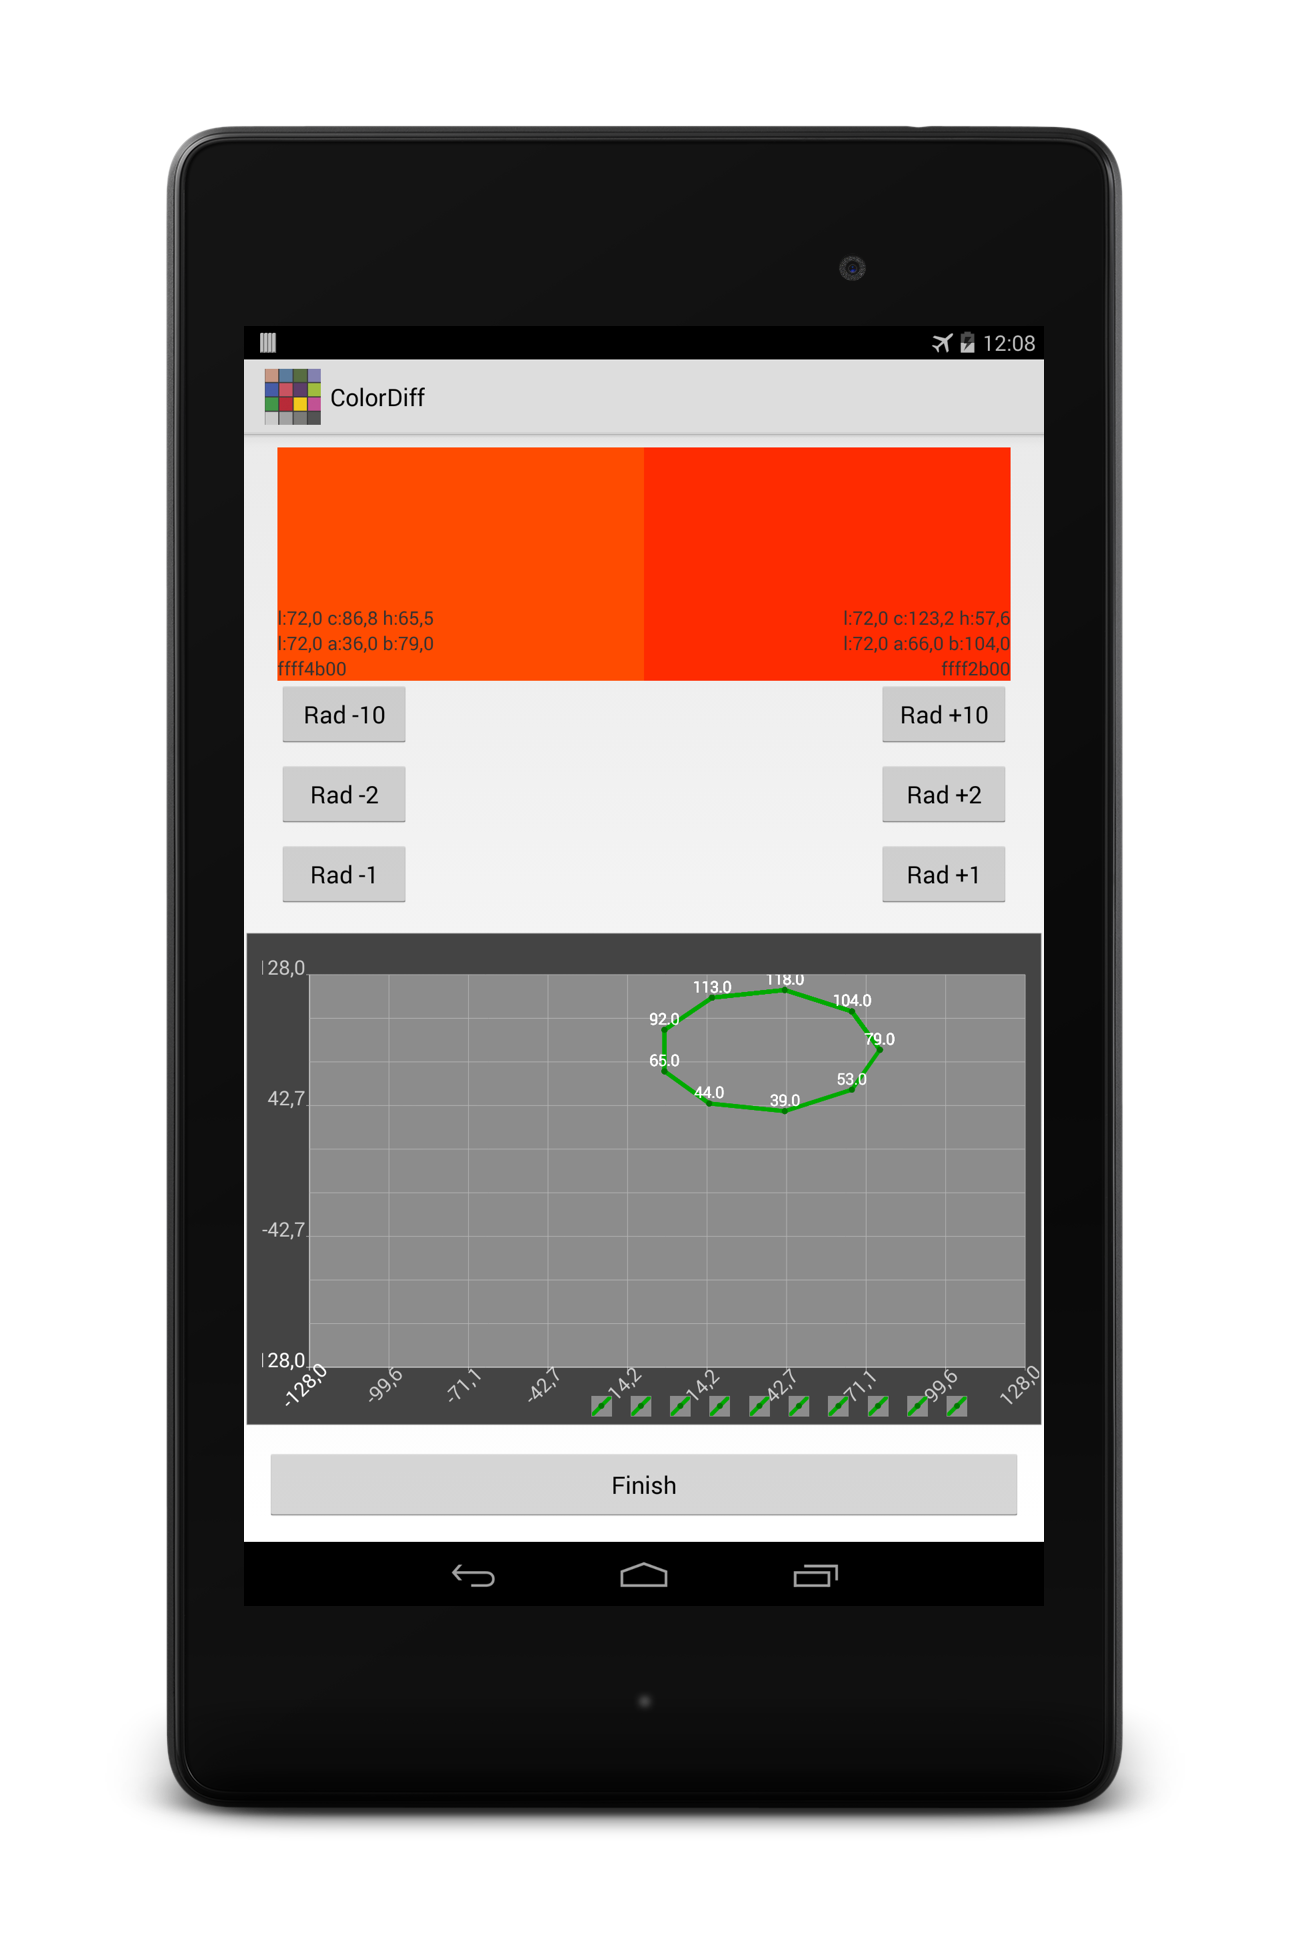 12:08
ColorDiff
l:72,0 c:86,8 h:65,5
l:72,0 a:36,0 b:79,0
ffff4b00
l:72,0 c:123,2 h:57,6
l:72,0 a:66,0 b:104,0
ffff2b00
Rad -10
Rad +10
Rad -2
Rad +2
Rad -1
Rad +1
28,0
118.0
113.0
104.0
92.0
79.0
65.0
53.0
44.0
39.0
42,7
-42,7
28,0
-128,0
-99,6
-71,1
-42,7
14,2
14,2
42,7
71,1
99,6
128,0
Finish